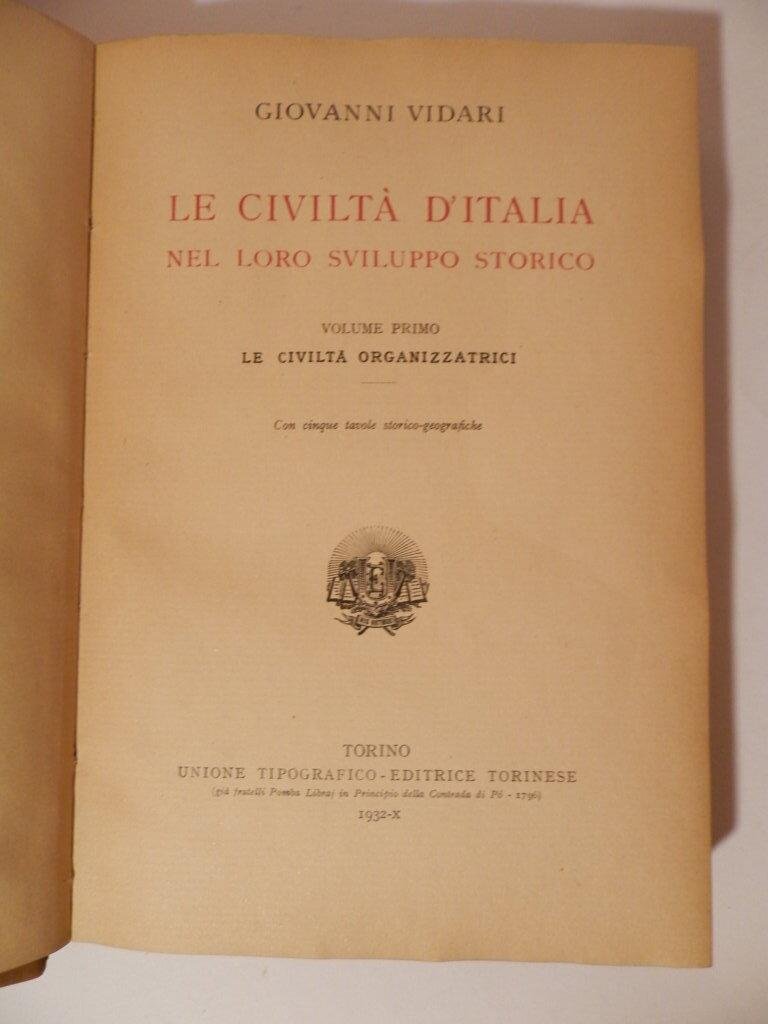 GIOVANNI VIDARI
LE CIVILTÀ D'ITALIA
NEL LORO SVILUPPO STORICO
VOLUME PRIMO
LE CIVILTÀ ORGANIZZATRICI
Con cinque tavole storico-geografiche
TORINO
UNIONE TIPOGRAFICO-EDITRICE TORINESE
(già fratelli Pomba Libraj in Principio della Contrada di Pò - 1796)
1932-X